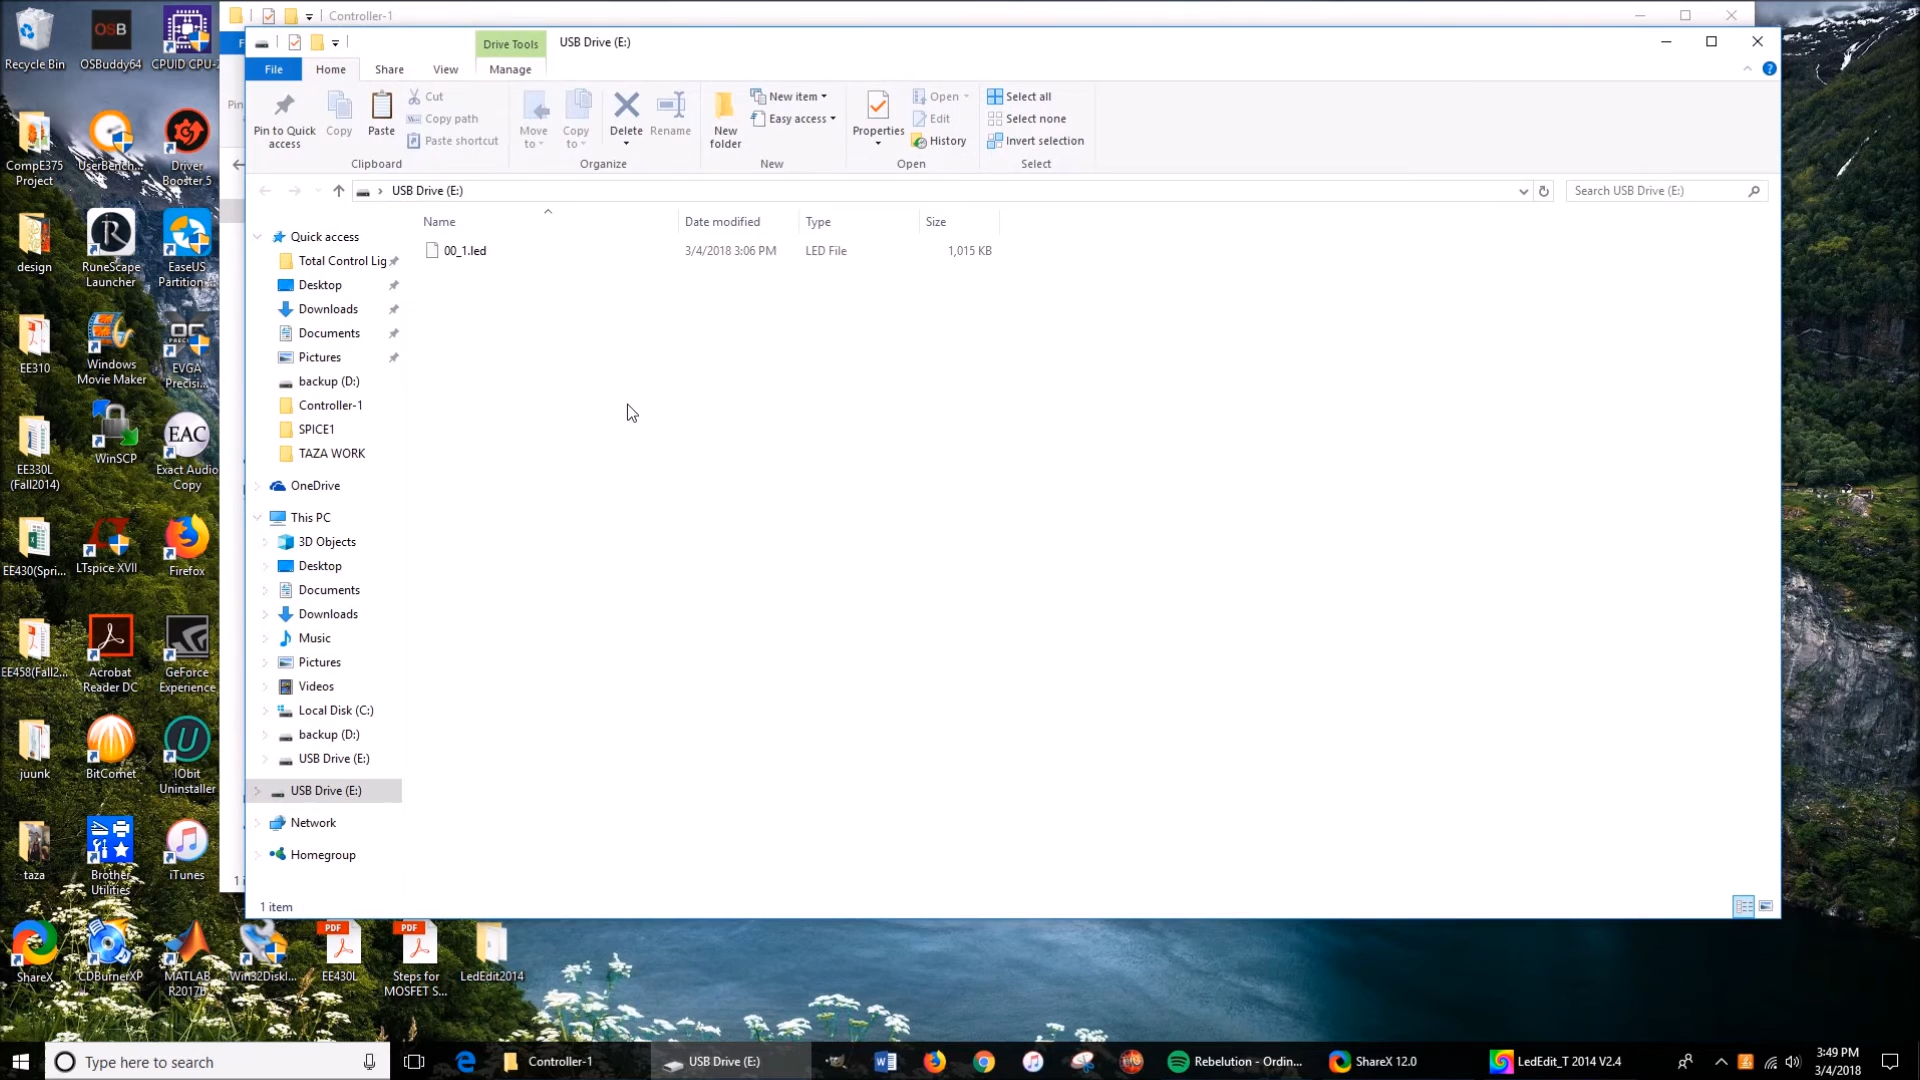 Controller-1
Drive Tools
USB Drive (E:)
File
Home
Share
View
Manage
Pin to Quick access
Copy
Paste
Cut
Copy path
Paste shortcut
Move to
Copy to
Delete
Rename
New folder
New item
Easy access
Properties
Open
Edit
History
Select all
Select none
Invert selection
Clipboard
Organize
New
Open
Select
USB Drive (E:)
Search USB Drive (E:)
Name
Date modified
Type
Size
00_1.led
3/4/2018 3:06 PM
LED File
1,015 KB
Quick access
Total Control Lig
Desktop
Downloads
Documents
Pictures
backup (D:)
Controller-1
SPICE1
TAZA WORK
OneDrive
This PC
3D Objects
Desktop
Documents
Downloads
Music
Pictures
Videos
Local Disk (C:)
backup (D:)
USB Drive (E:)
USB Drive (E:)
Network
Homegroup
1 item
Recycle Bin
OSB
OSBuddy64
CPUID CPU-Z
CompE375 Project
UserBench...
Driver Booster 5
design
RuneScape Launcher
EaseUS Partition ...
EE310
Windows Movie Maker
EVGA Precisi...
EE330L (Fall2014)
WinSCP
EAC
Exact Audio Copy
EE430(Spri...
LTspice XVII
Firefox
EE458(Fall2...
Acrobat Reader DC
GeForce Experience
juunk
BitComet
IObit Uninstaller
taza
Brother Utilities
iTunes
ShareX
CDBurnerXP
MATLAB R2017b
Win32DiskI...
PDF
EE430L
PDF
Steps for MOSFET S...
LedEdit2014
Type here to search
Controller-1
USB Drive (E:)
Rebelution - Ordin...
ShareX 12.0
LedEdit_T 2014 V2.4
3:49 PM
3/4/2018